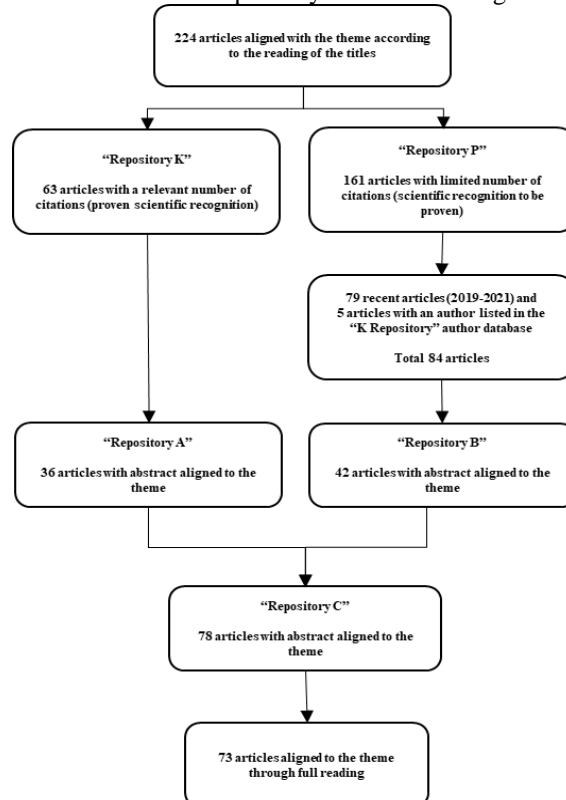 224 articles aligned with the theme according
to the reading of the titles
“Repository K”
63 articles with a relevant number of
citations (proven scientific recognition)
“Repository P”
161 articles with limited number of
citations (scientific recognition to be
proven)
79 recent articles (2019-2021) and
5 articles with an author listed in the
“K Repository” author database
Total 84 articles
“Repository A”
36 articles with abstract aligned to the
theme
“Repository B”
42 articles with abstract aligned to the
theme
“Repository C”
78 articles with abstract aligned to the
theme
73 articles aligned to the theme
through full reading